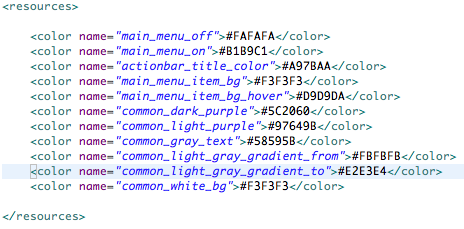 <resources>
<color name="main_menu_off">#FAFAFA</color>
<color name="main_menu_on">#B1B9C1</color>
<color name="actionbar_title_color">#A97BAA</color>
<color name="main_menu_item_bg">#F3F3F3</color>
<color name="main_menu_item_bg_hover">#D9D9DA</color>
<color name="common_dark_purple">#5C2060</color>
<color name="common_light_purple">#97649B</color>
<color name="common_gray_text">#58595B</color>
<color name="common_light_gray_gradient_from">#FBFBFB</color>
<color name="common_light_gray_gradient_to">#E2E3E4</color>
<color name="common_white_bg">#F3F3F3</color>
</resources>